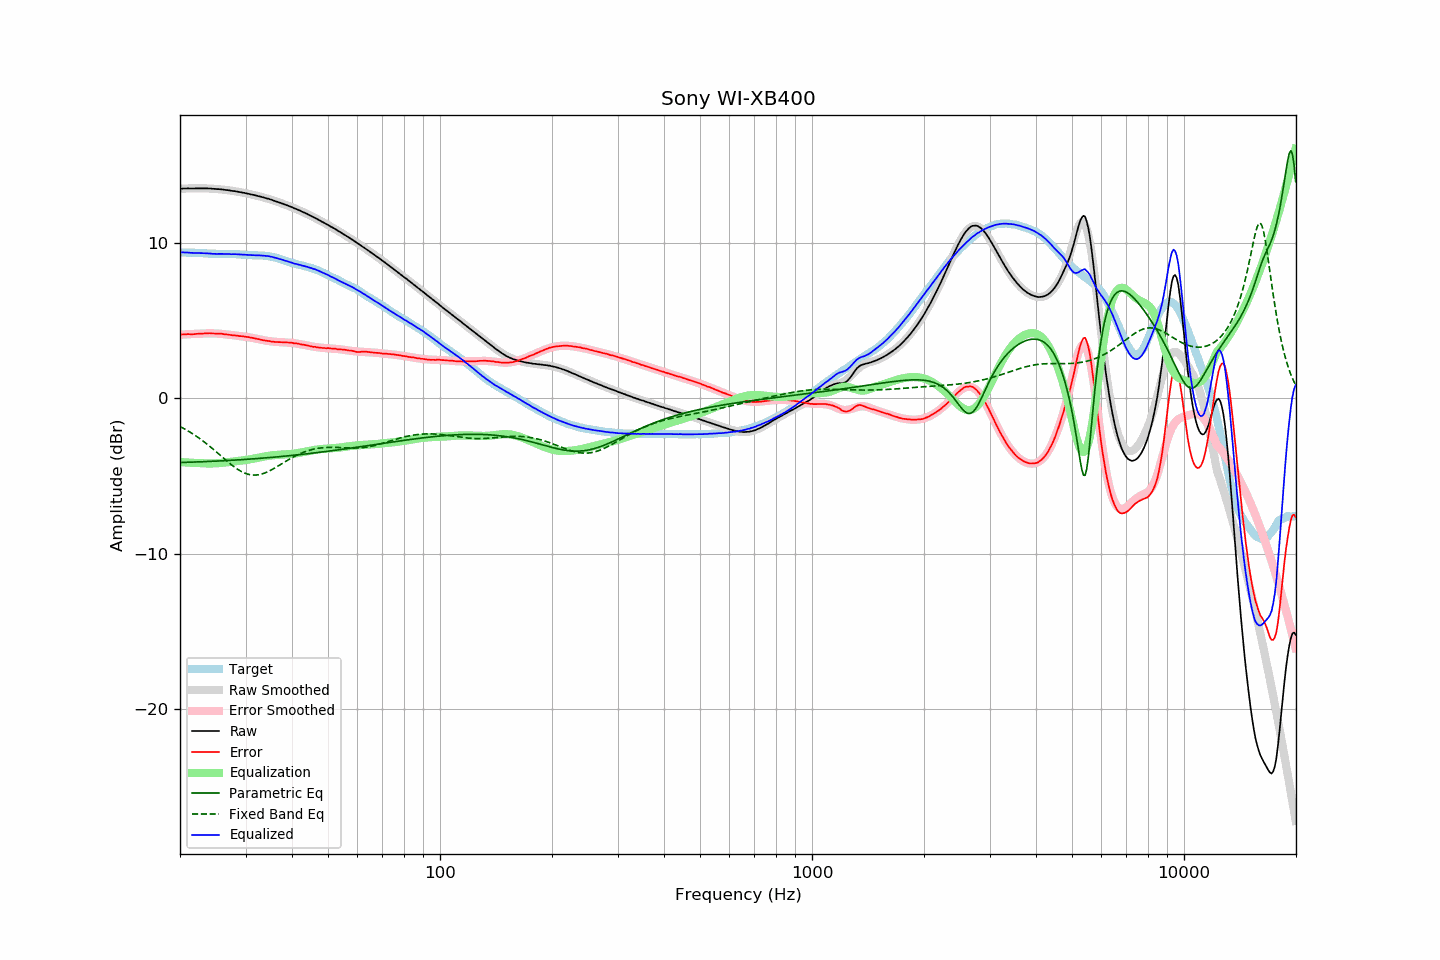 Sony WI-XB400
Amplitude (dBr)
10
0
−10
−20
Target
Raw Smoothed
Error Smoothed
Raw
Error
Equalization
Parametric Eq
Fixed Band Eq
Equalized
100
1000
10000
Frequency (Hz)